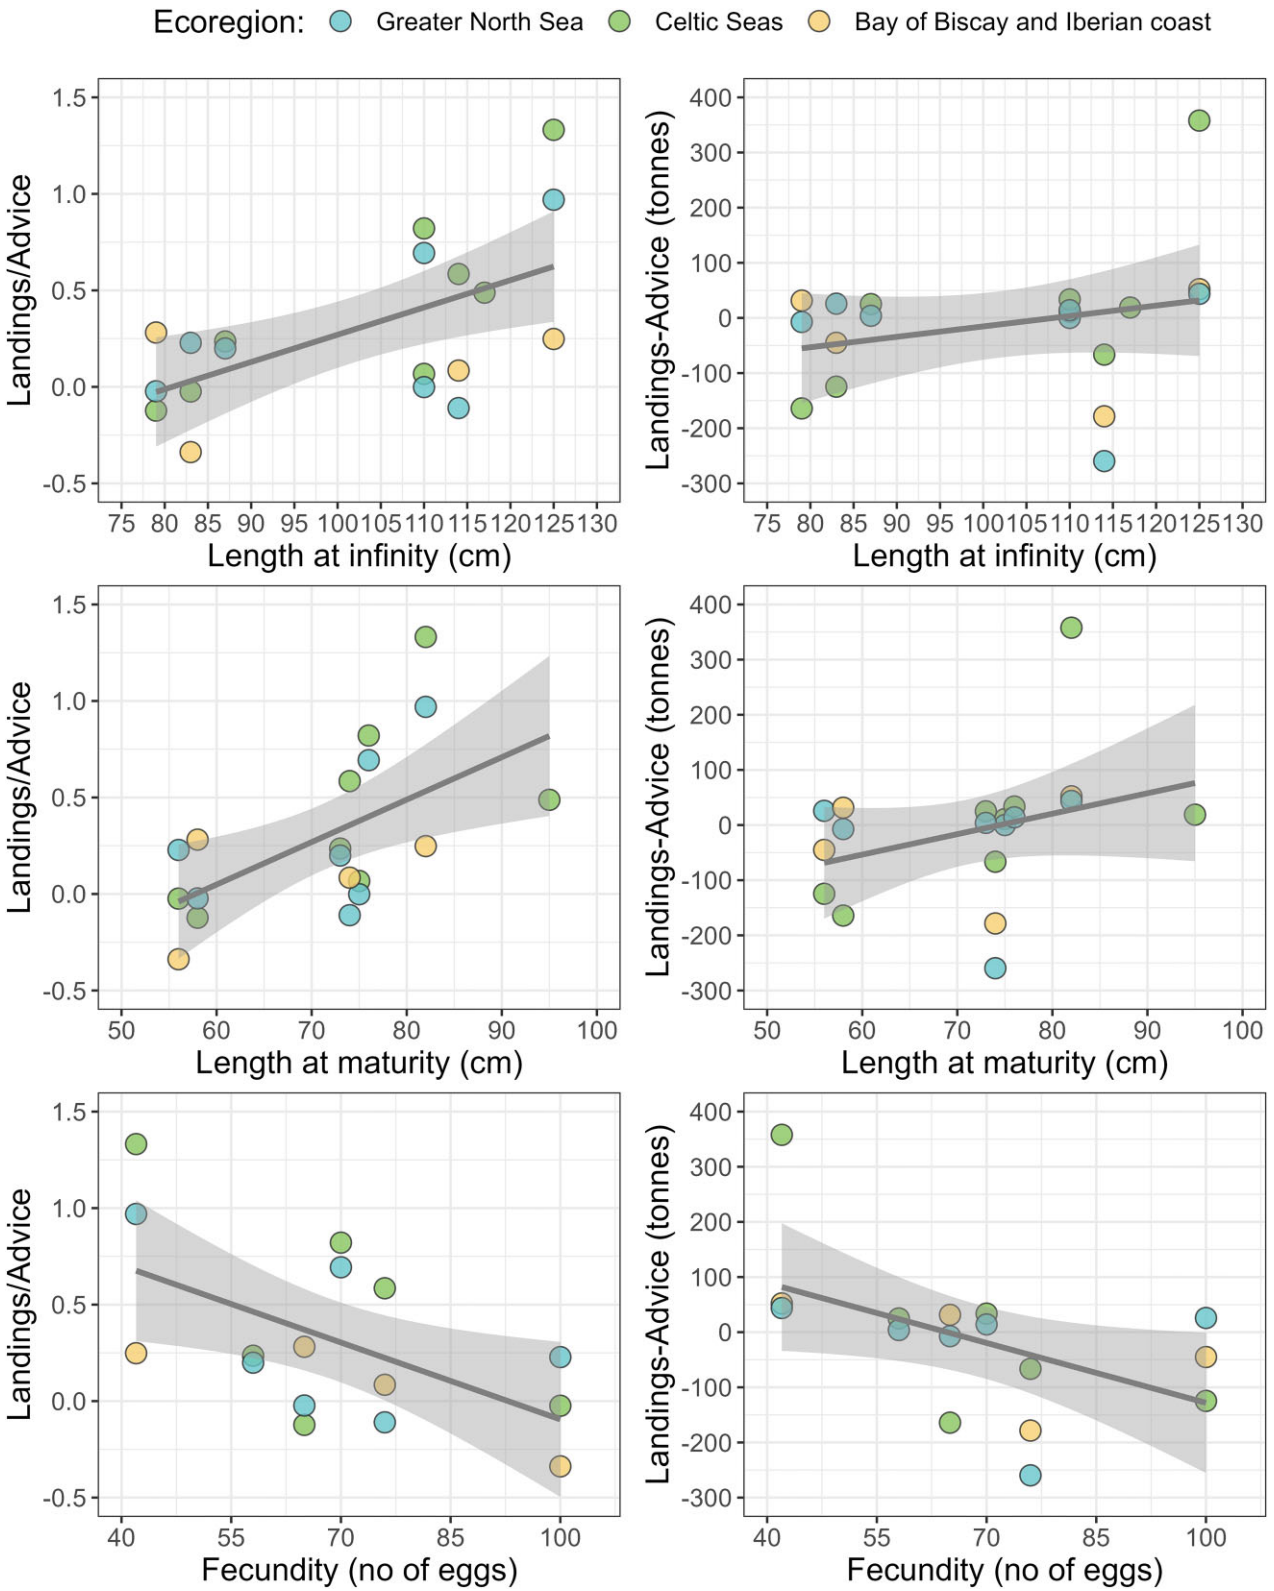 Ecoregion: Greater North Sea Celtic Seas Bay of Biscay and Iberian coast
Landings/Advice
1.5
1.0
0.5
0.0
-0.5
75 80 85 90 95 100 105 110 115 120 125 130
Length at infinity (cm)
Landings-Advice (tonnes)
400
300
200
100
0
-100
-200
-300
75 80 85 90 95 100 105 110 115 120 125 130
Length at infinity (cm)
Landings/Advice
1.5
1.0
0.5
0.0
-0.5
50 60 70 80 90 100
Length at maturity (cm)
Landings-Advice (tonnes)
400
300
200
100
0
-100
-200
-300
50 60 70 80 90 100
Length at maturity (cm)
Landings/Advice
1.5
1.0
0.5
0.0
-0.5
40 55 70 85 100
Fecundity (no of eggs)
Landings-Advice (tonnes)
400
300
200
100
0
-100
-200
-300
40 55 70 85 100
Fecundity (no of eggs)